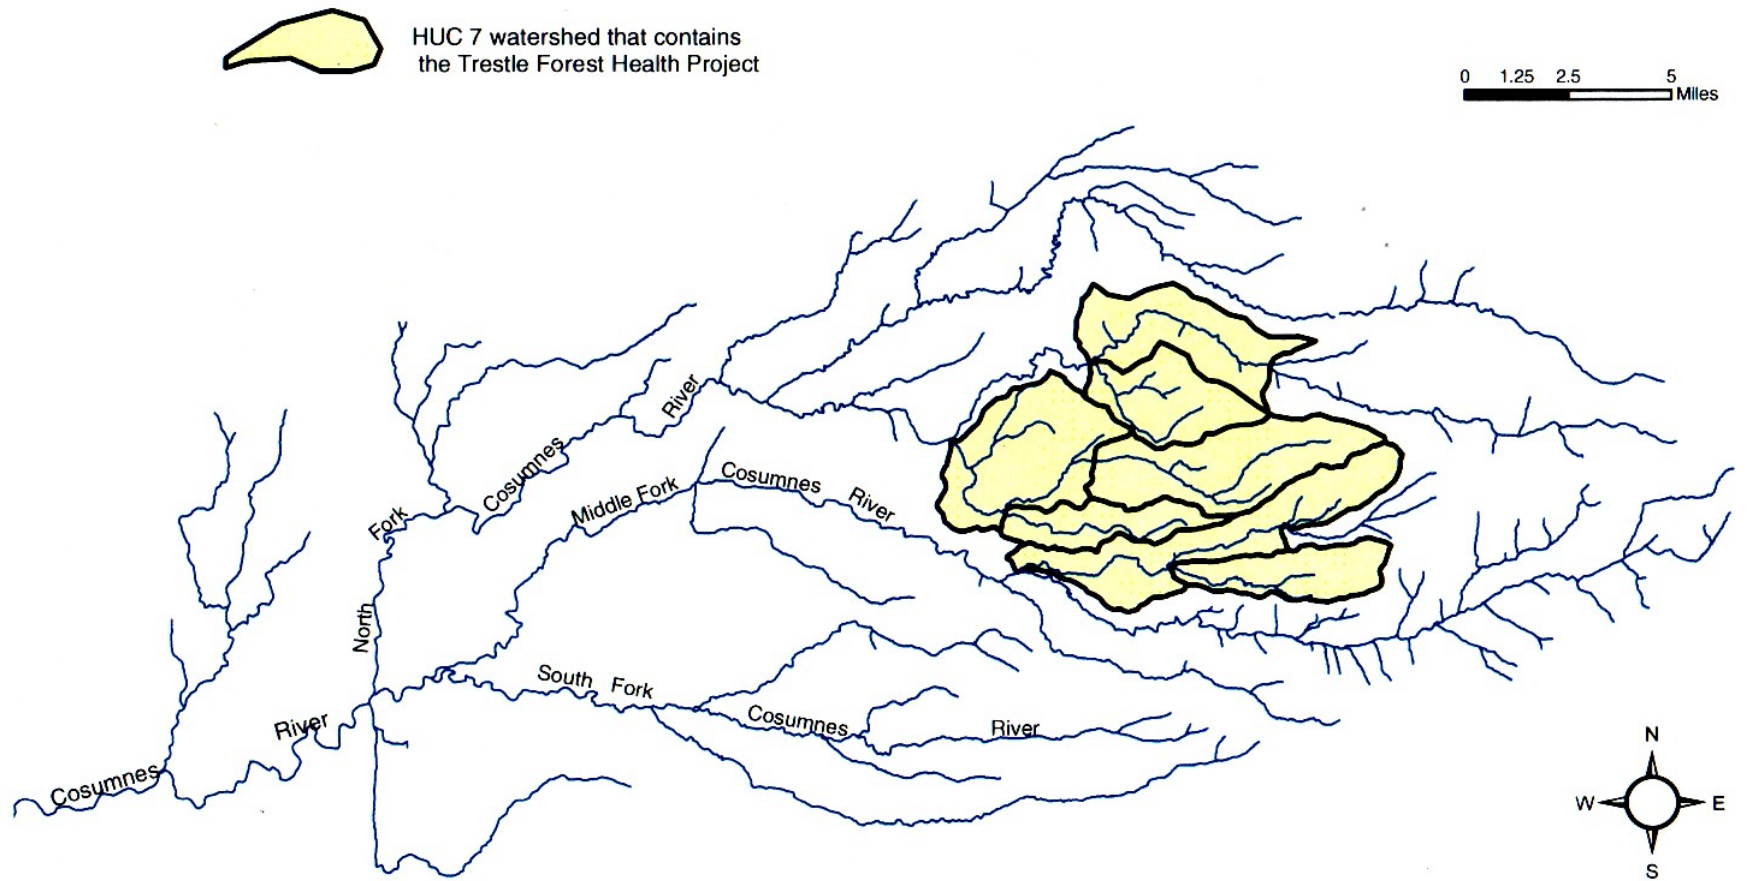 HUC 7 watershed that contains
the Trestle Forest Health Project
0 1.25 2.5 5
Miles
River
Cosumnes
Fork
North
Middle Fork
Cosumnes River
South Fork
Cosumnes River
River
Cosumnes
N
W E
S